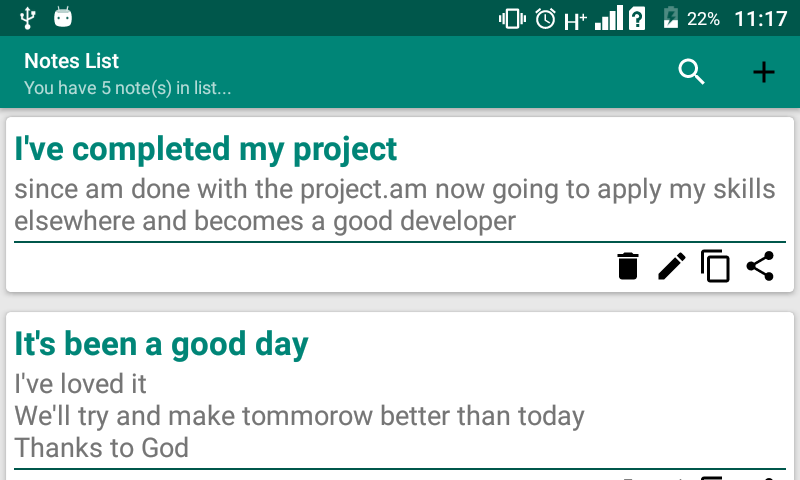 H+ 22% 11:17
Notes List
You have 5 note(s) in list...
I've completed my project
since am done with the project.am now going to apply my skills
elsewhere and becomes a good developer
It's been a good day
I've loved it
We'll try and make tommorow better than today
Thanks to God